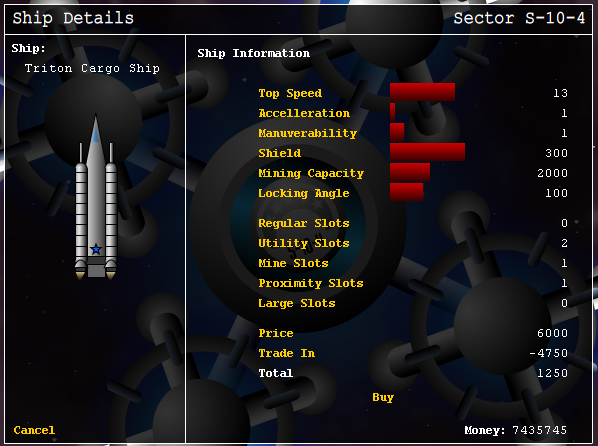 Ship Details
Sector S-10-4
Ship:
Triton Cargo Ship
Ship Information
Top Speed 13
Accelleration 1
Manuverability 1
Shield 300
Mining Capacity 2000
Locking Angle 100
Regular Slots 0
Utility Slots 2
Mine Slots 1
Proximity Slots 1
Large Slots 0
Price 6000
Trade In -4750
Total 1250
Buy
Cancel
Money: 7435745